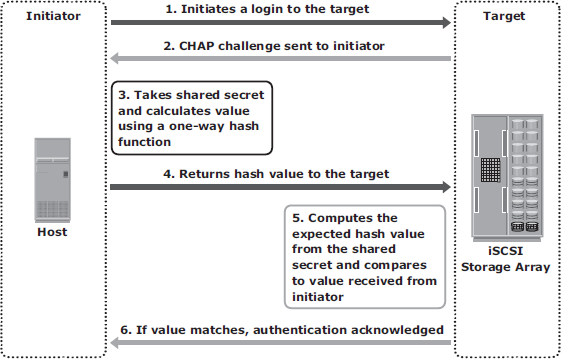 Initiator
1. Initiates a login to the target
Target
2. CHAP challenge sent to initiator
3. Takes shared secret
and calculates value
using a one-way hash
function
4. Returns hash value to the target
Host
5. Computes the
expected hash value
from the shared
secret and compares
to value received from
initiator
iSCSI
Storage Array
6. If value matches, authentication acknowledged